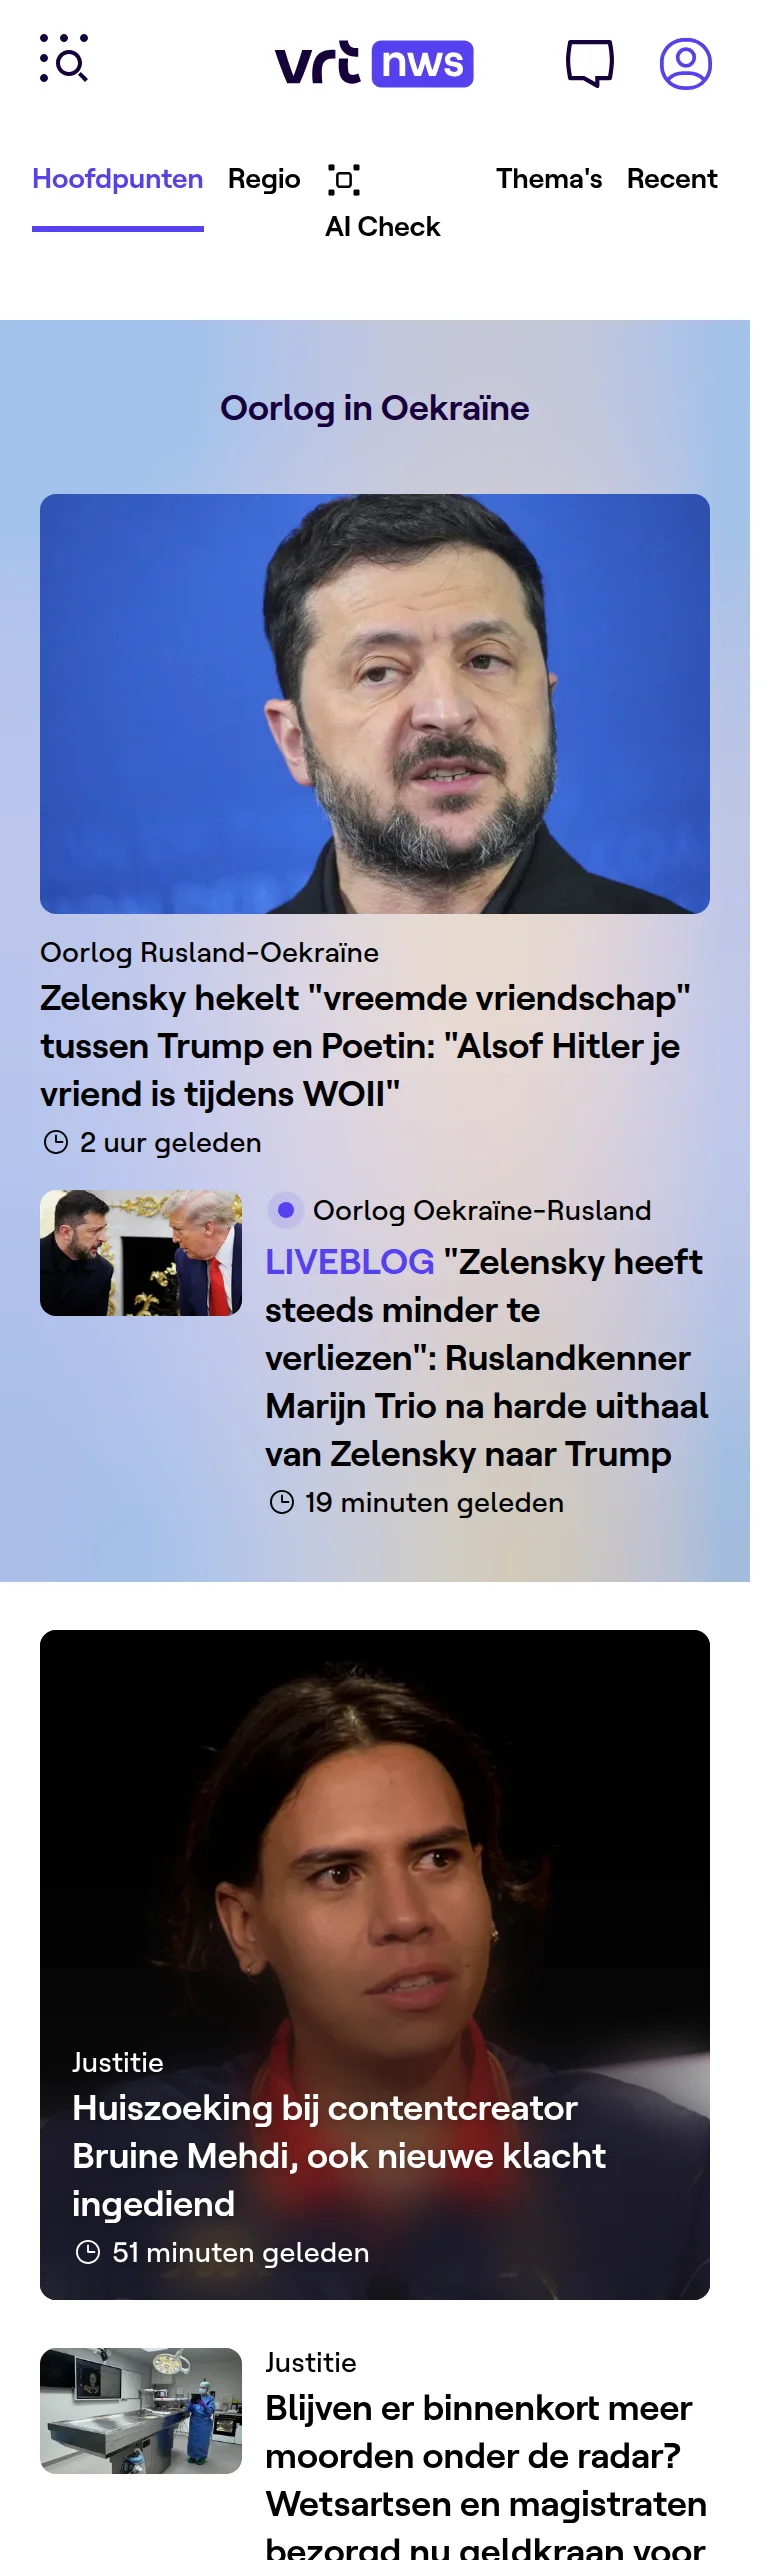 vrt nws
Hoofdpunten Regio AI Check Thema's Recent
Oorlog in Oekraïne
Oorlog Rusland-Oekraïne
Zelensky hekelt "vreemde vriendschap"
tussen Trump en Poetin: "Alsof Hitler je
vriend is tijdens WOII"
2 uur geleden
Oorlog Oekraïne-Rusland
LIVEBLOG "Zelensky heeft
steeds minder te
verliezen": Ruslandkenner
Marijn Trio na harde uithaal
van Zelensky naar Trump
19 minuten geleden
Justitie
Huiszoeking bij contentcreator
Bruine Mehdi, ook nieuwe klacht
ingediend
51 minuten geleden
Justitie
Blijven er binnenkort meer
moorden onder de radar?
Wetsartsen en magistraten
bezorgd nu geldkraan voor